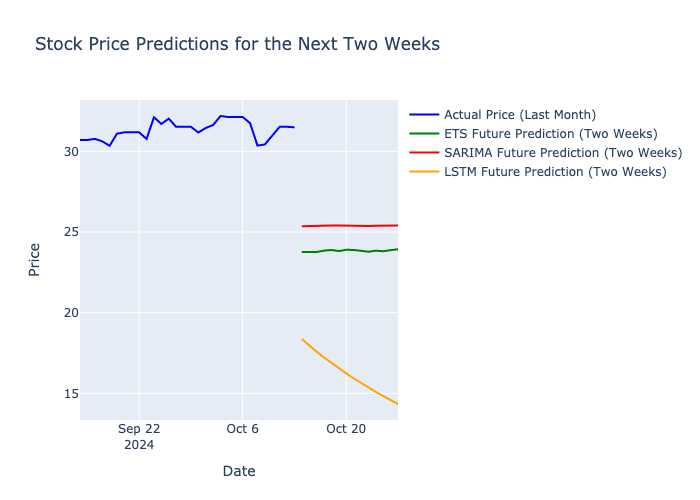 Stock Price Predictions for the Next Two Weeks
Actual Price (Last Month)
ETS Future Prediction (Two Weeks)
SARIMA Future Prediction (Two Weeks)
LSTM Future Prediction (Two Weeks)
30
25
20
15
Price
Sep 22
2024
Oct 6
Oct 20
Date